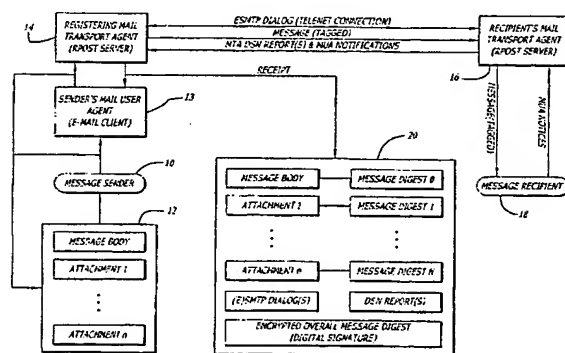 14
REGISTERING MAIL
TRANSPORT AGENT
(RPOST SERVER)
ESMTP DIALOG (TELENET CONNECTION)
MESSAGE (TAGGED)
MTA DSN REPORT(S) & MUA NOTIFICATIONS
RECIPIENT'S MAIL
TRANSPORT AGENT
(RPOST SERVER)
16
RECEIPT
SENDER'S MAIL USER
AGENT
(E-MAIL CLIENT)
13
MESSAGE(TAGGED)
MUA NOTICES
10
MESSAGE SENDER
MESSAGE RECIPIENT
18
12
MESSAGE BODY
ATTACHMENT 1
ATTACHMENT n
20
MESSAGE BODY
MESSAGE DIGEST 0
ATTACHMENT 1
MESSAGE DIGEST 1
ATTACHMENT n
MESSAGE DIGEST N
(E)SMTP DIALOG(S)
DSN REPORT(S)
ENCRYPTED OVERALL MESSAGE DIGEST
(DIGITAL SIGNATURE)